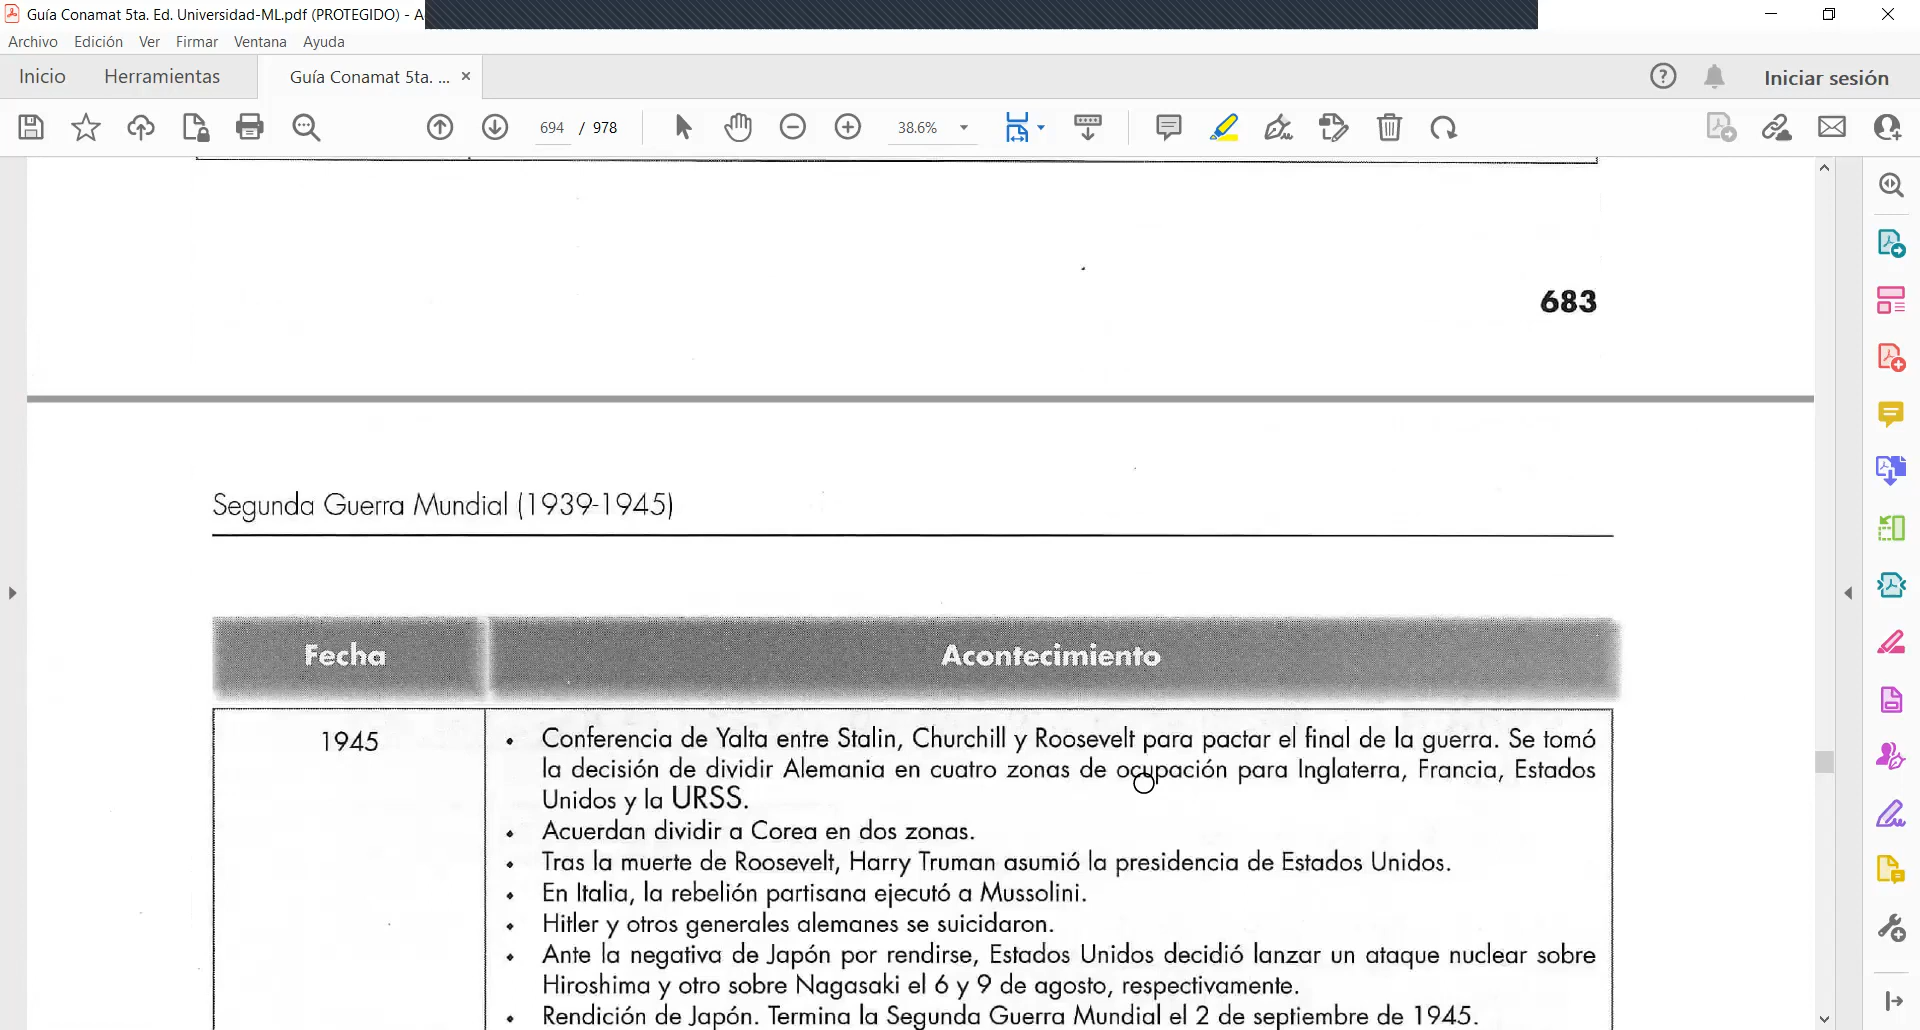 Guía Conamat 5ta. Ed. Universidad-ML.pdf (PROTEGIDO) - A
Archivo Edición Ver Firmar Ventana Ayuda
Inicio Herramientas Guía Conamat 5ta. ... × Iniciar sesión
694 / 978 38.6%
683
Segunda Guerra Mundial (1939-1945)
Fecha Acontecimiento
1945 • Conferencia de Yalta entre Stalin, Churchill y Roosevelt para pactar el final de la guerra. Se tomó
la decisión de dividir Alemania en cuatro zonas de ocupación para Inglaterra, Francia, Estados
Unidos y la URSS.
• Acuerdan dividir a Corea en dos zonas.
• Tras la muerte de Roosevelt, Harry Truman asumió la presidencia de Estados Unidos.
• En Italia, la rebelión partisana ejecutó a Mussolini.
• Hitler y otros generales alemanes se suicidaron.
• Ante la negativa de Japón por rendirse, Estados Unidos decidió lanzar un ataque nuclear sobre
Hiroshima y otro sobre Nagasaki el 6 y 9 de agosto, respectivamente.
• Rendición de Japón. Termina la Segunda Guerra Mundial el 2 de septiembre de 1945.